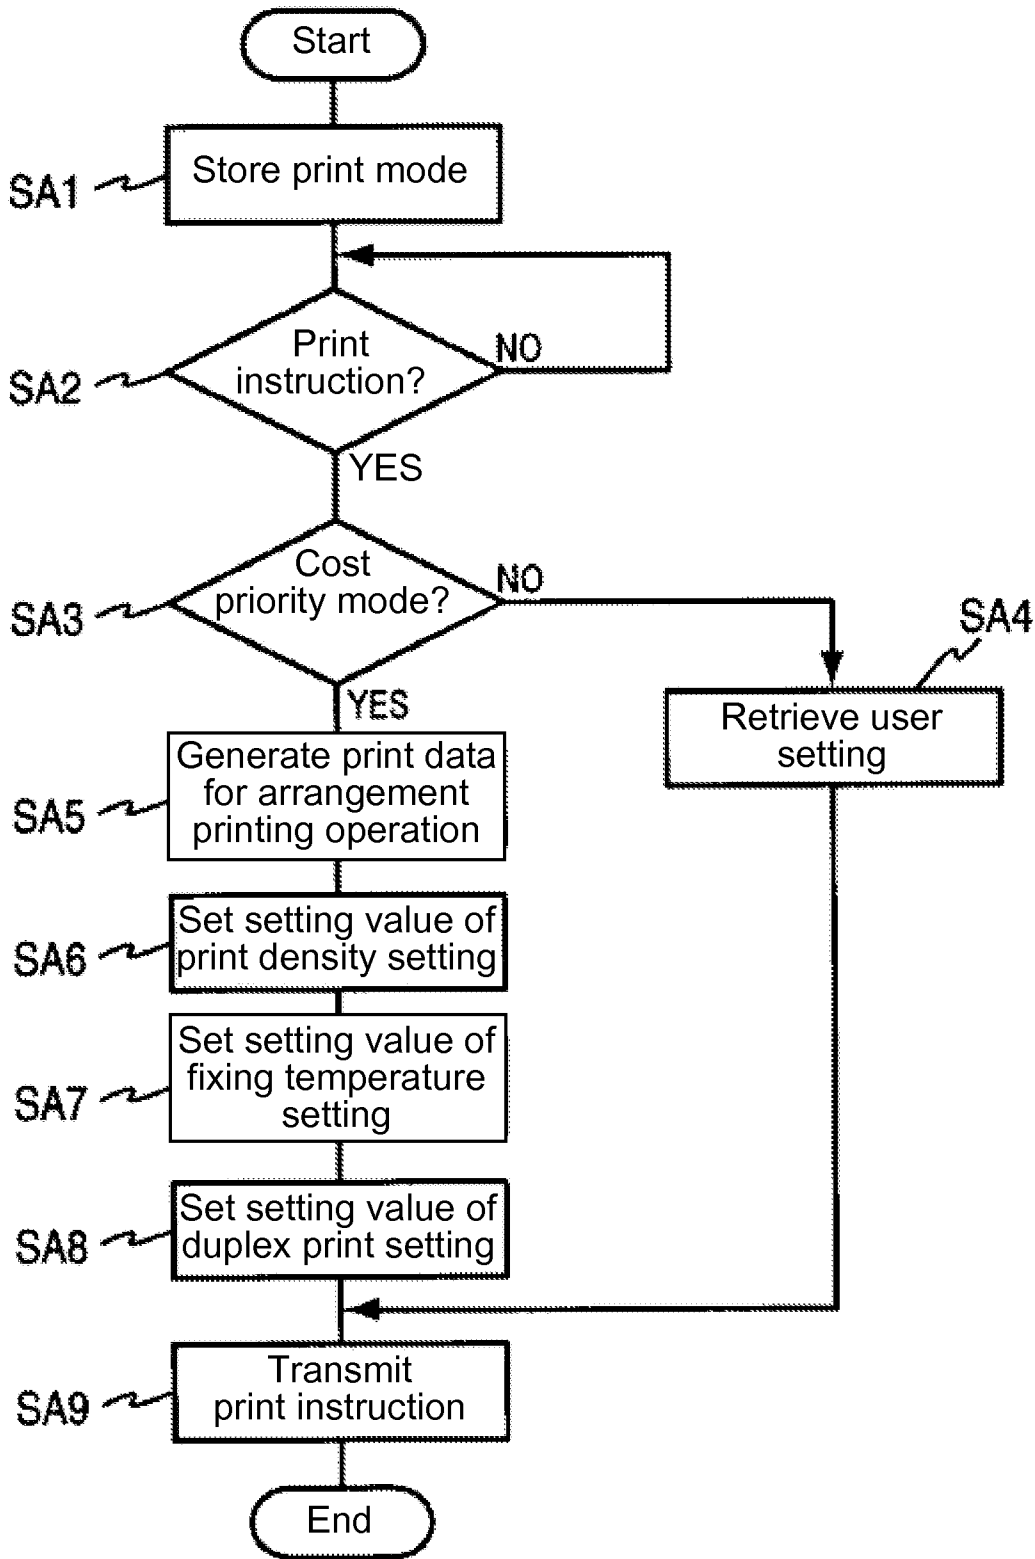 Start
Store print mode
SA1
Print
instruction?
NO
SA2
YES
Cost
priority mode?
NO
SA3
SA4
YES
Retrieve user
setting
Generate print data
for arrangement
printing operation
SA5
Set setting value of
print density setting
SA6
Set setting value of
fixing temperature
setting
SA7
Set setting value of
duplex print setting
SA8
Transmit
print instruction
SA9
End